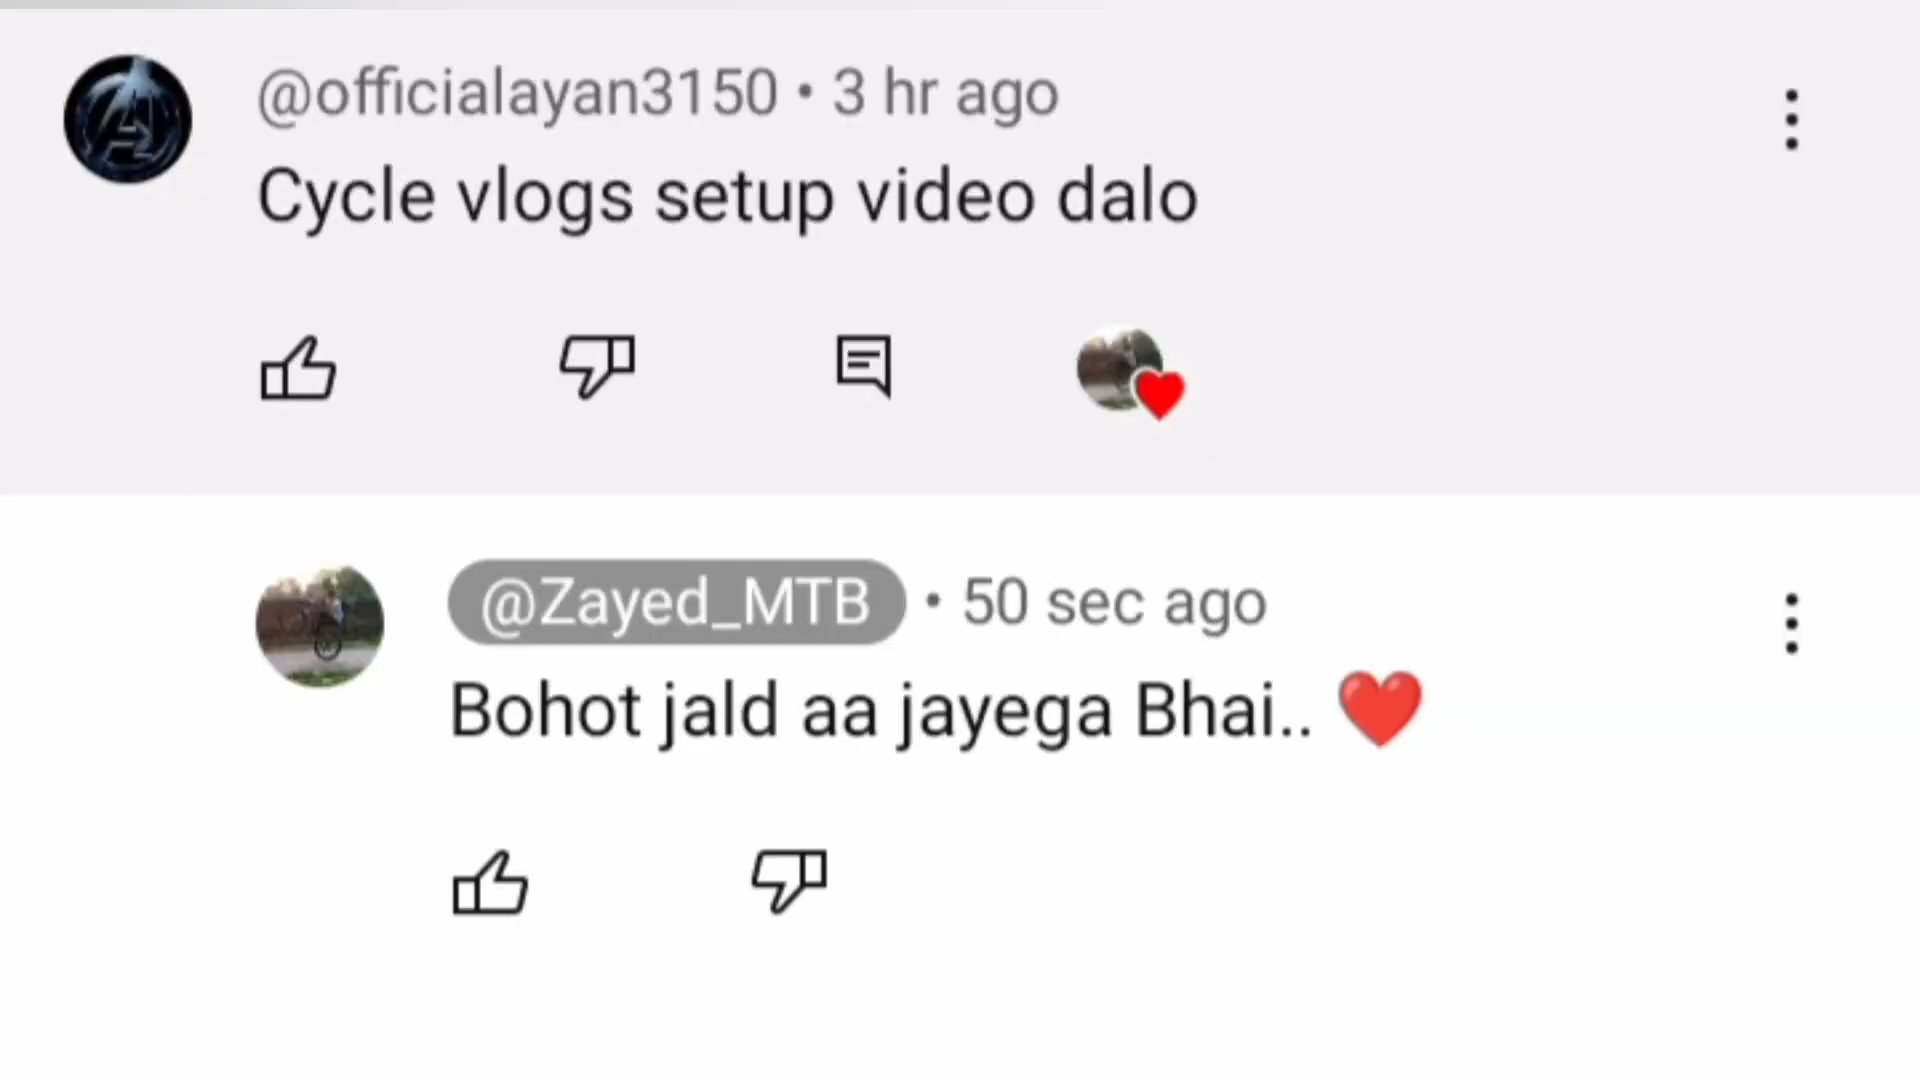 @officialayan3150 • 3 hr ago
Cycle vlogs setup video dalo
@Zayed_MTB • 50 sec ago
Bohot jald aa jayega Bhai.. ❤️